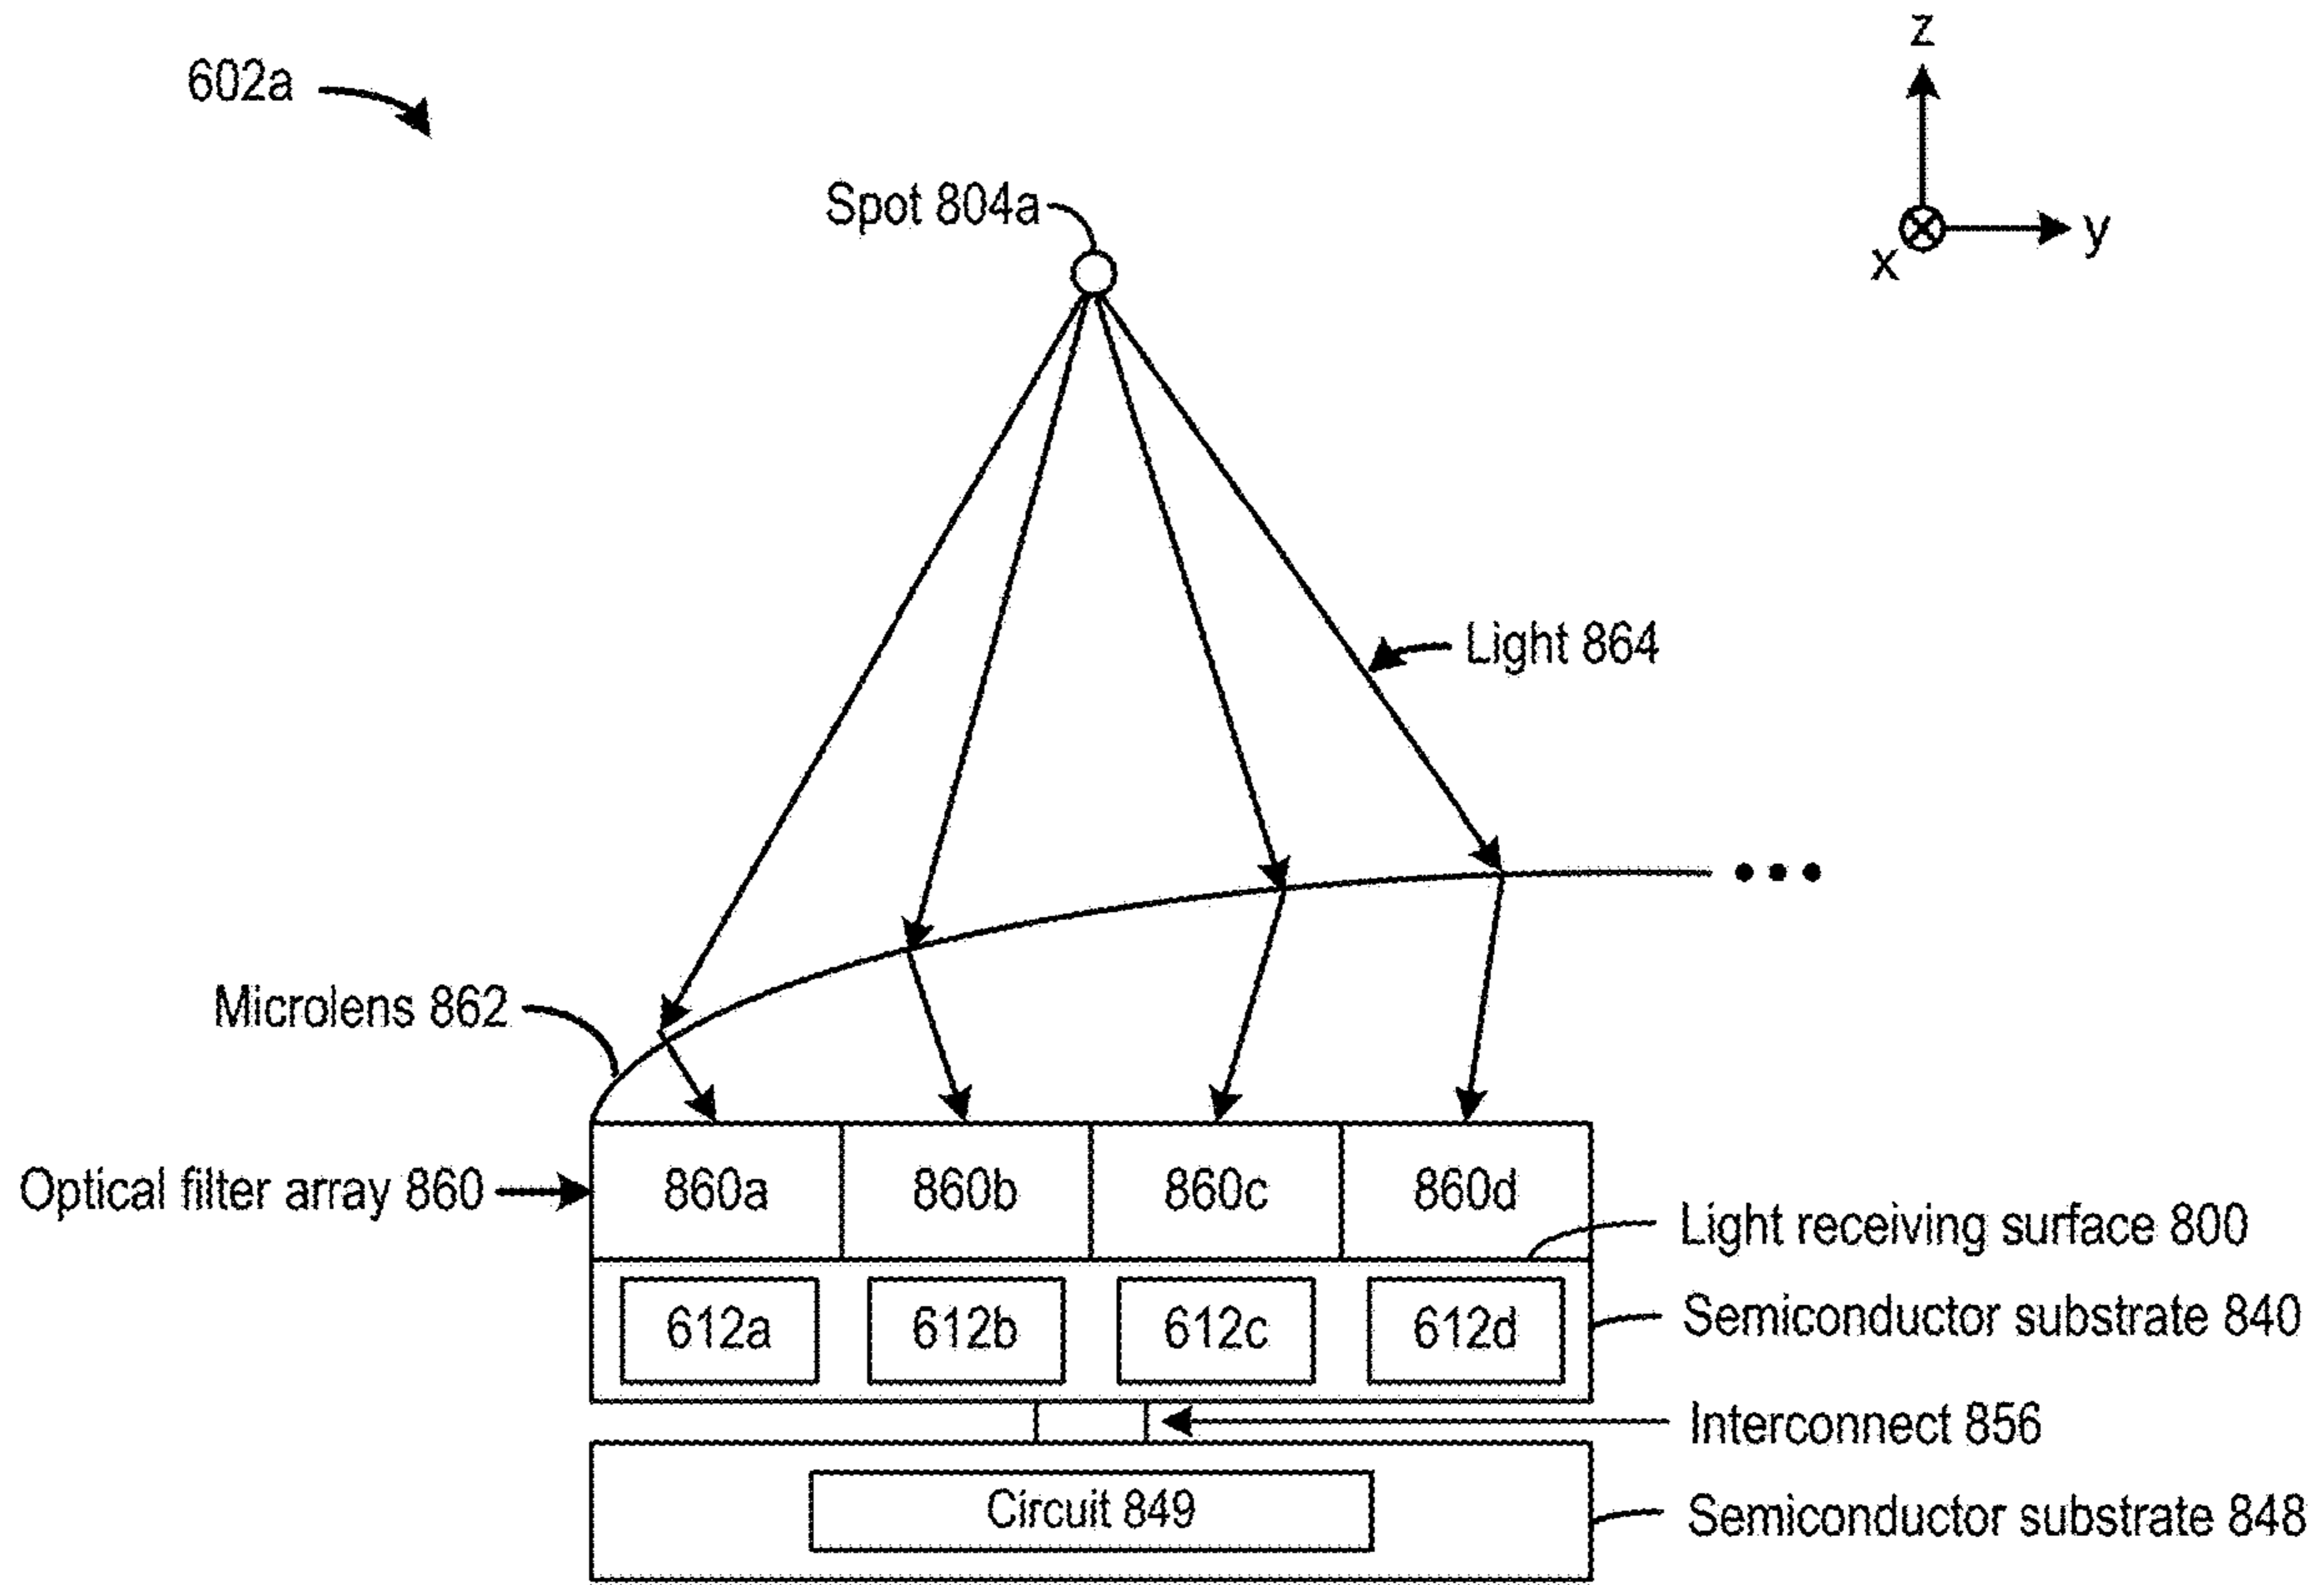 602a
z
Spot 804a
x
y
Light 864
Microlens 862
Optical filter array 860
860a
860b
860c
860d
Light receiving surface 800
612a
612b
612c
612d
Semiconductor substrate 840
Interconnect 856
Circuit 849
Semiconductor substrate 848